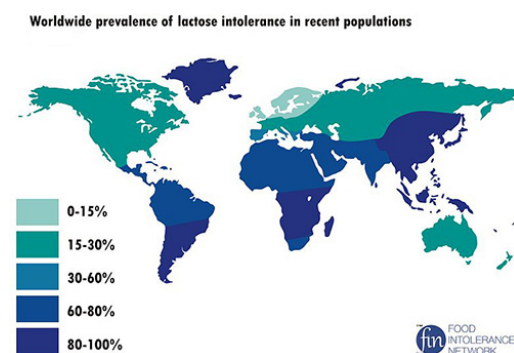 Worldwide prevalence of lactose intolerance in recent populations
0-15%
15-30%
30-60%
60-80%
80-100%
fin
FOOD
INTOLERANCE
NETWORK